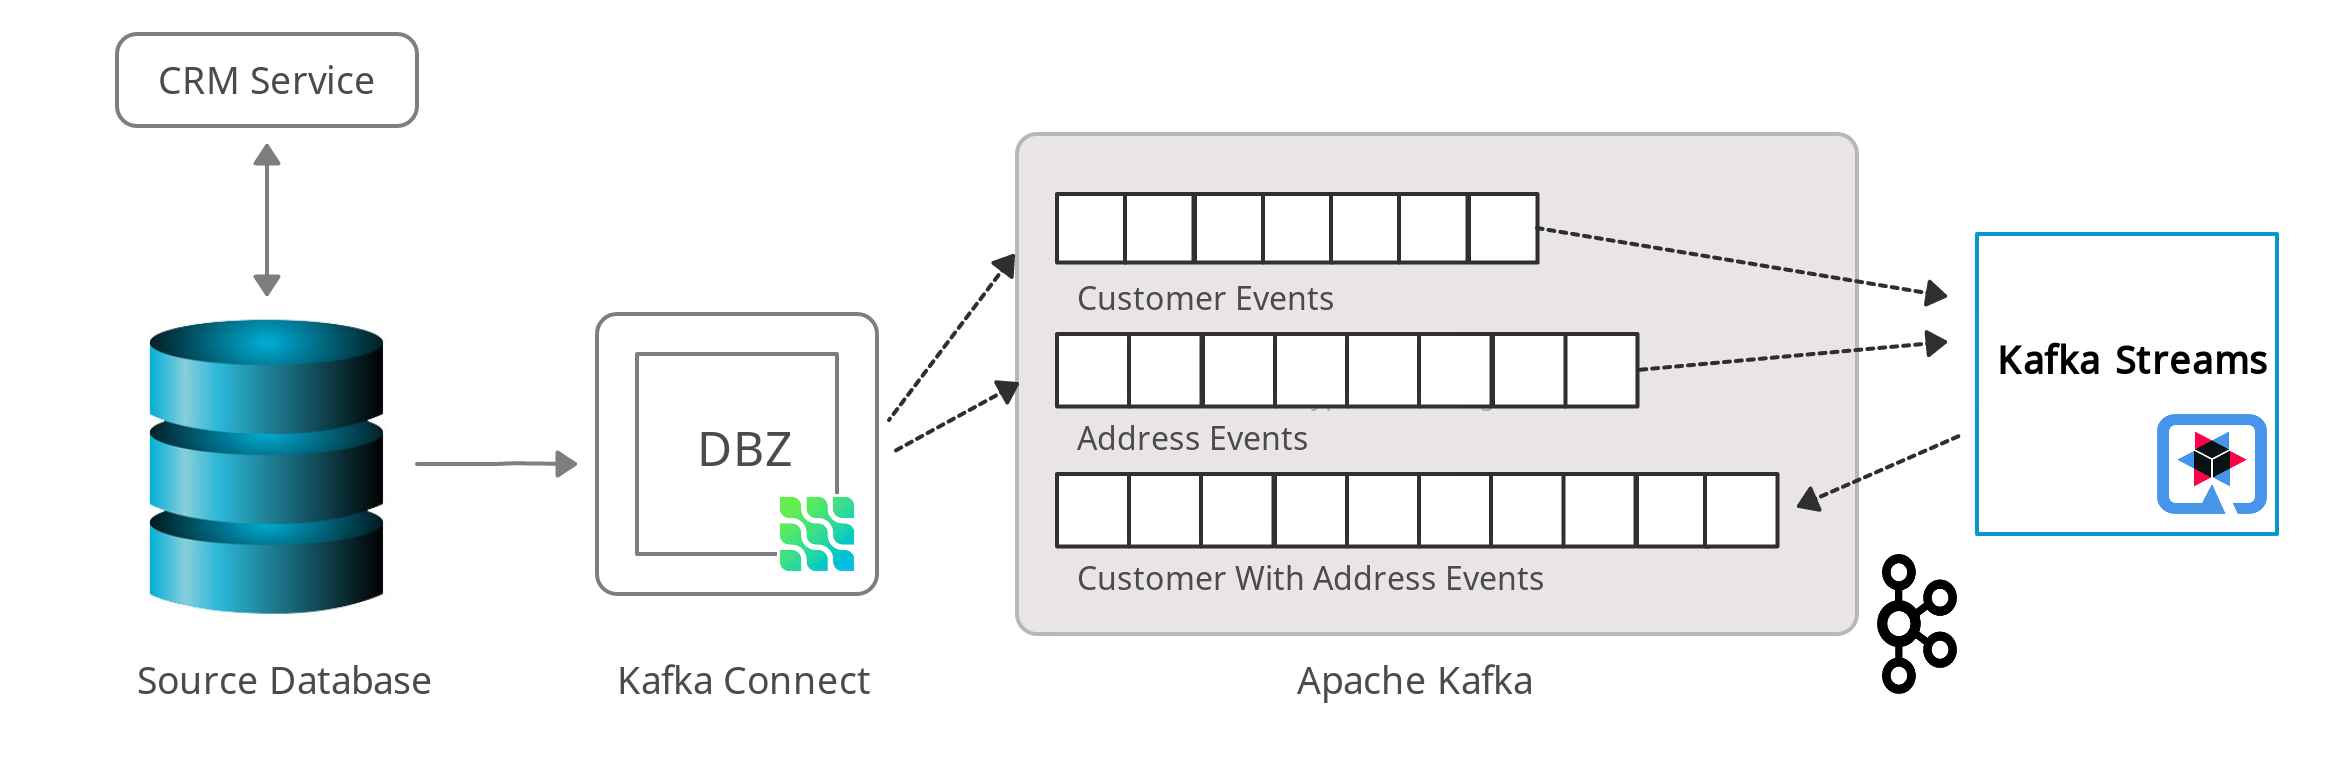 CRM Service
DBZ
Customer Events
Address Events
Customer With Address Events
Kafka Streams
Source Database
Kafka Connect
Apache Kafka